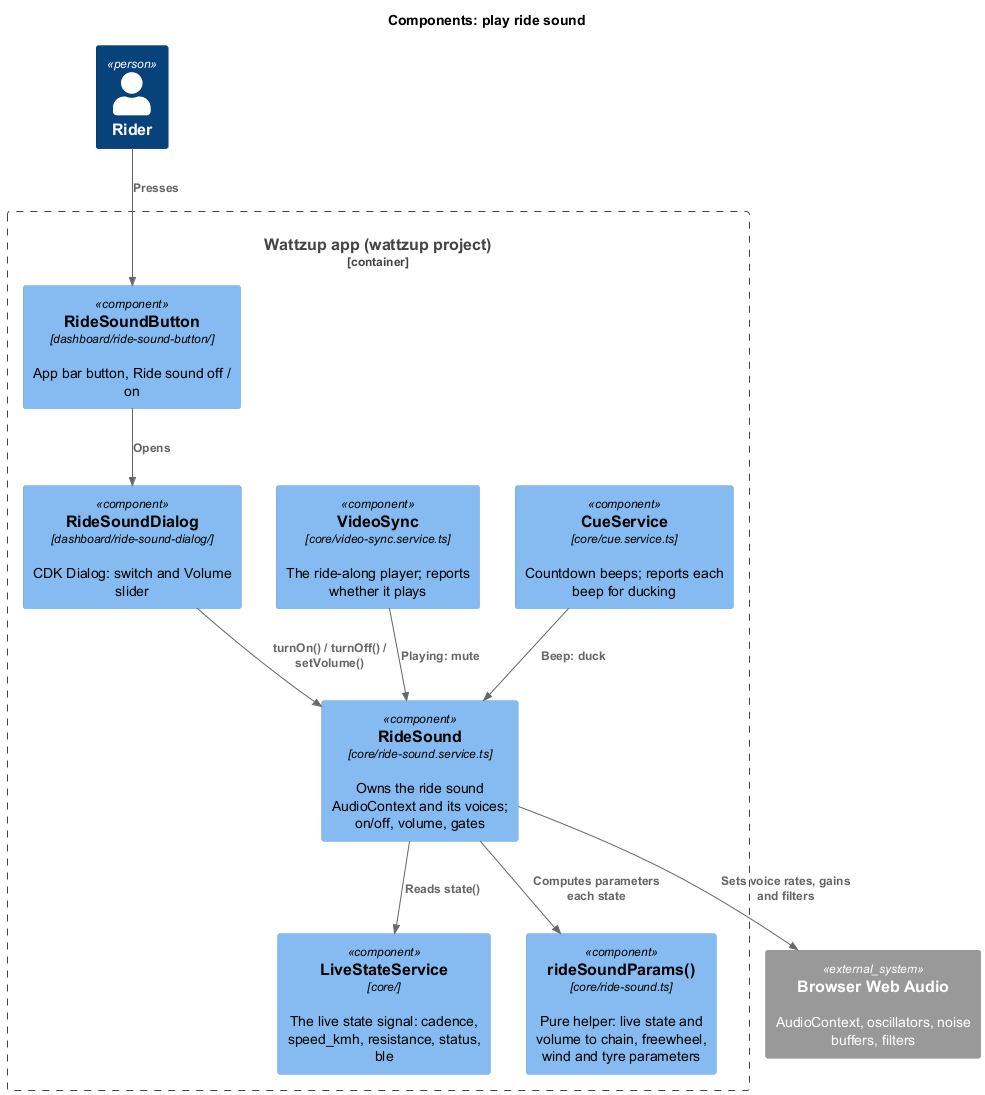 Components: play ride sound
«person»
Rider
Presses
Wattzup app (wattzup project)
[container]
«component»
RideSoundButton
[dashboard/ride-sound-button/]
App bar button, Ride sound off /
on
Opens
«component»
RideSoundDialog
[dashboard/ride-sound-dialog/]
CDK Dialog: switch and Volume
slider
«component»
VideoSync
[core/video-sync.service.ts]
The ride-along player; reports
whether it plays
«component»
CueService
[core/cue.service.ts]
Countdown beeps; reports each
beep for ducking
turnOn() / turnOff() /
setVolume()
Playing: mute
Beep: duck
«component»
RideSound
[core/ride-sound.service.ts]
Owns the ride sound
AudioContext and its voices;
on/off, volume, gates
Reads state()
Computes parameters
each state
Sets voice rates, gains
and filters
«component»
LiveStateService
[core/]
The live state signal: cadence,
speed_kmh, resistance, status,
ble
«component»
rideSoundParams()
[core/ride-sound.ts]
Pure helper: live state and
volume to chain, freewheel,
wind and tyre parameters
«external_system»
Browser Web Audio
AudioContext, oscillators, noise
buffers, filters